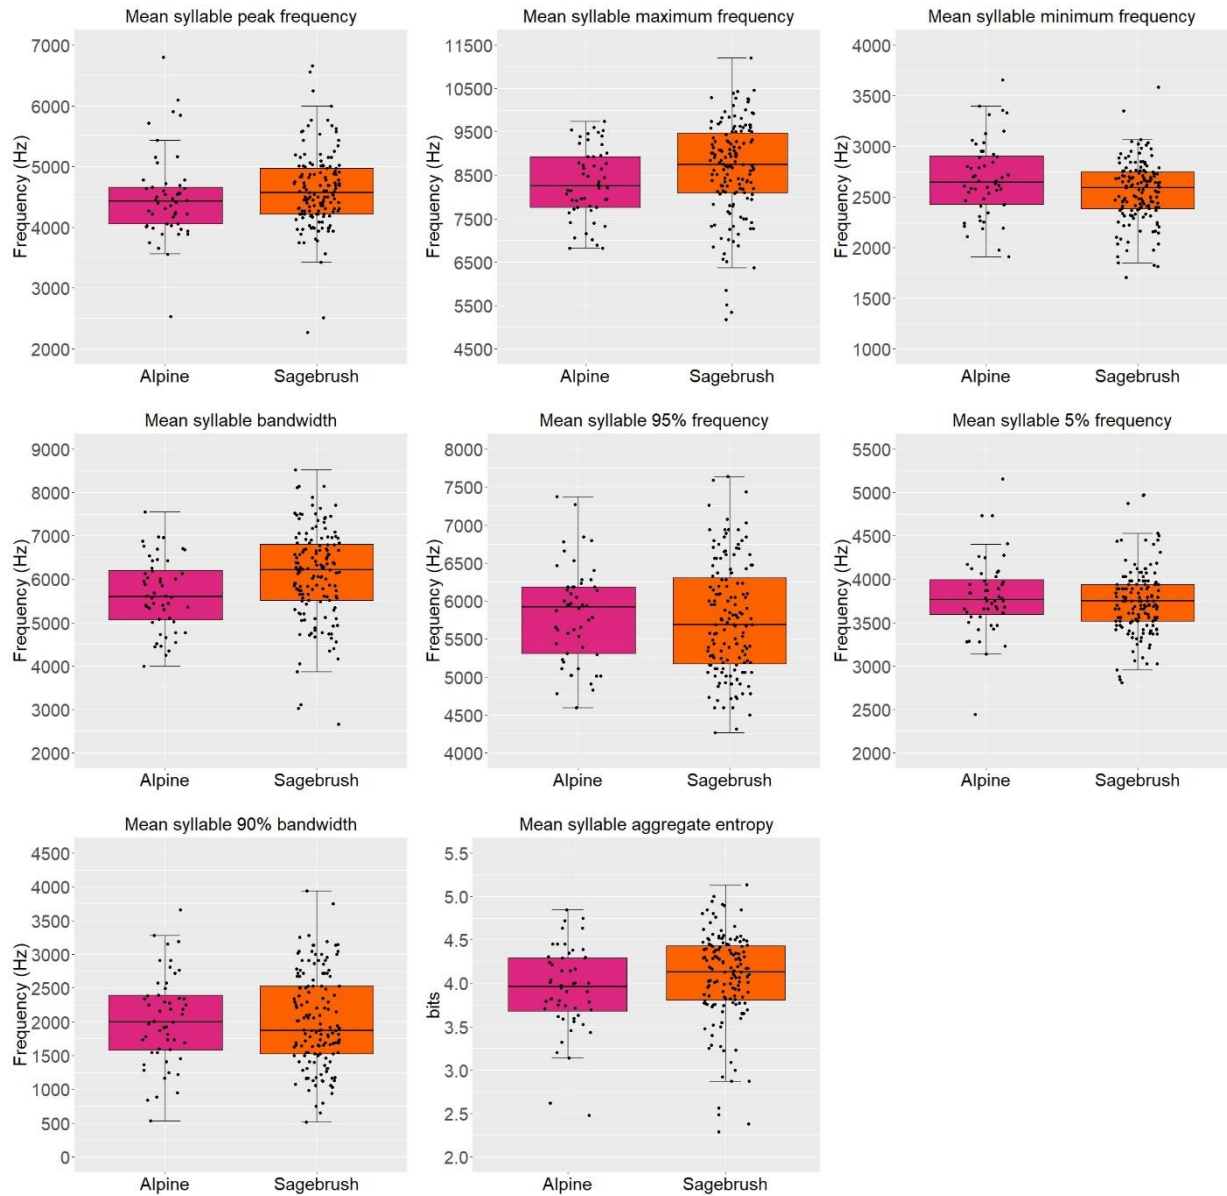 Mean syllable peak frequency
Frequency (Hz)
7000
6000
5000
4000
3000
2000
Alpine Sagebrush
Mean syllable maximum frequency
Frequency (Hz)
11500
10500
9500
8500
7500
6500
5500
4500
Alpine Sagebrush
Mean syllable minimum frequency
Frequency (Hz)
4000
3500
3000
2500
2000
1500
1000
Alpine Sagebrush
Mean syllable bandwidth
Frequency (Hz)
9000
8000
7000
6000
5000
4000
3000
2000
Alpine Sagebrush
Mean syllable 95% frequency
Frequency (Hz)
8000
7500
7000
6500
6000
5500
5000
4500
4000
Alpine Sagebrush
Mean syllable 5% frequency
Frequency (Hz)
5500
5000
4500
4000
3500
3000
2500
2000
Alpine Sagebrush
Mean syllable 90% bandwidth
Frequency (Hz)
4500
4000
3500
3000
2500
2000
1500
1000
500
0
Alpine Sagebrush
Mean syllable aggregate entropy
bits
5.5
5.0
4.5
4.0
3.5
3.0
2.5
2.0
Alpine Sagebrush